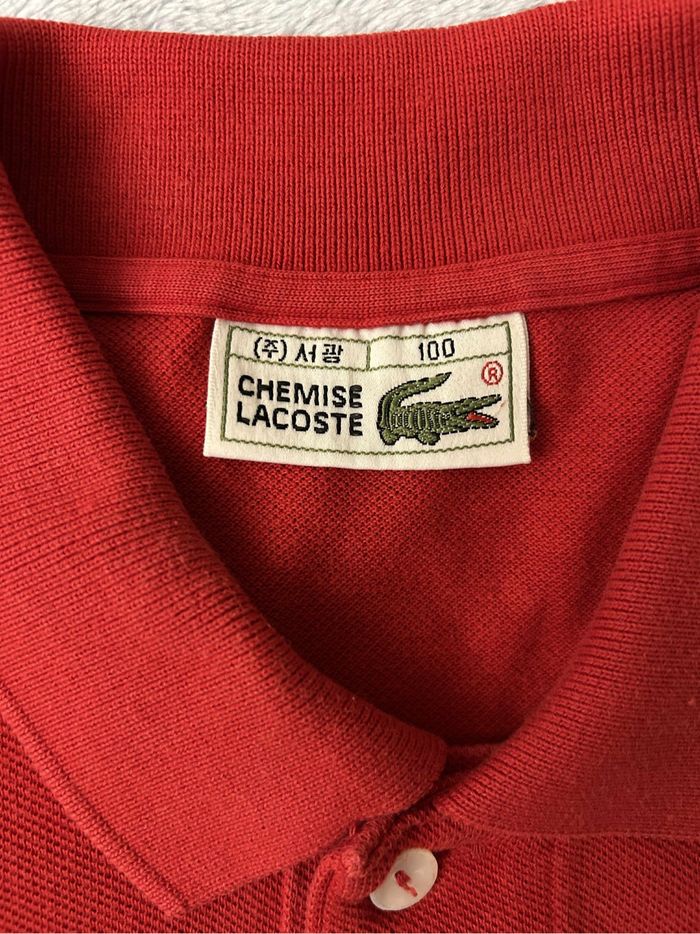 (주) 서광 100
CHEMISE
LACOSTE ®